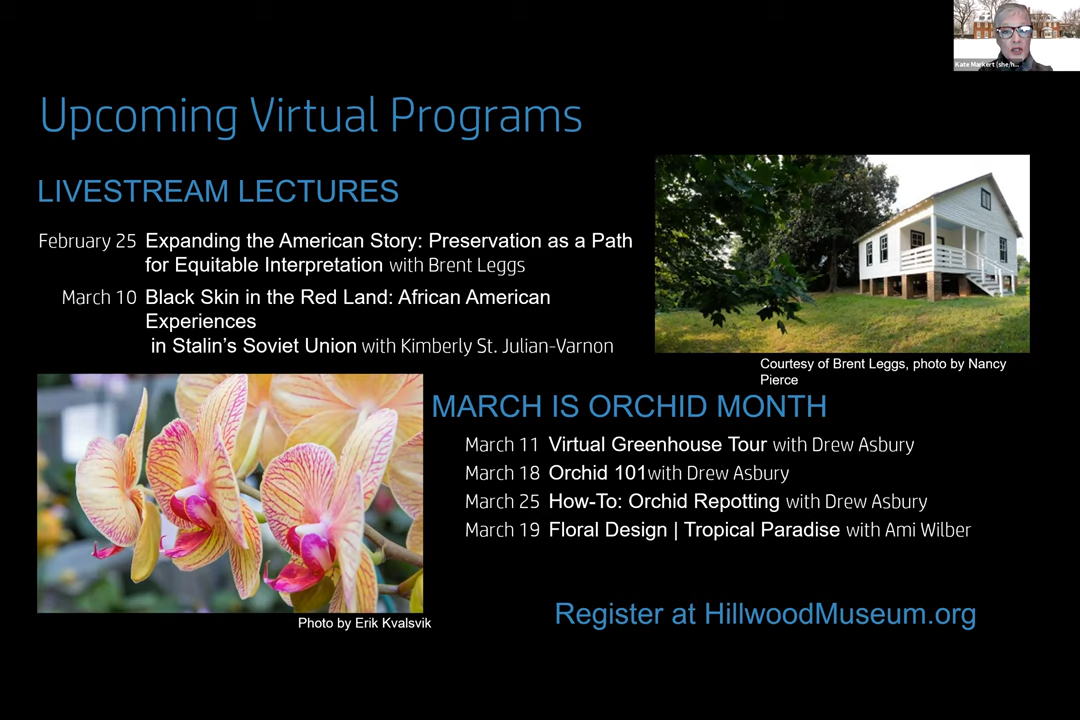 Kate Markert (she/h...
Upcoming Virtual Programs
LIVESTREAM LECTURES
February 25 Expanding the American Story: Preservation as a Path
for Equitable Interpretation with Brent Leggs
March 10 Black Skin in the Red Land: African American
Experiences
in Stalin’s Soviet Union with Kimberly St. Julian-Varnon
Courtesy of Brent Leggs, photo by Nancy
Pierce
MARCH IS ORCHID MONTH
March 11 Virtual Greenhouse Tour with Drew Asbury
March 18 Orchid 101with Drew Asbury
March 25 How-To: Orchid Repotting with Drew Asbury
March 19 Floral Design | Tropical Paradise with Ami Wilber
Photo by Erik Kvalsvik
Register at HillwoodMuseum.org